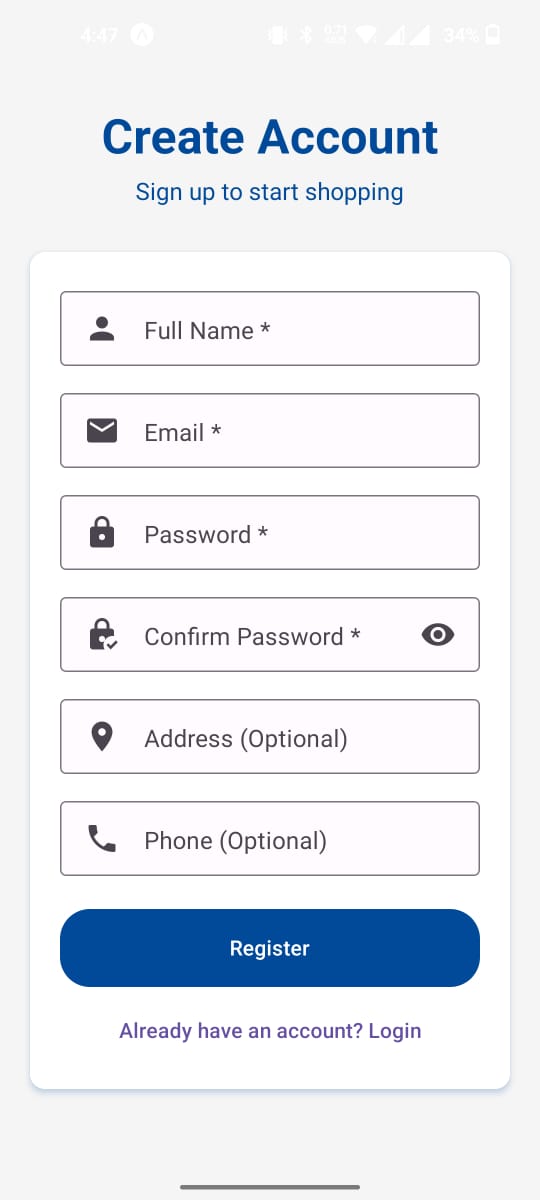 4:47 34%
Create Account
Sign up to start shopping
Full Name *
Email *
Password *
Confirm Password *
Address (Optional)
Phone (Optional)
Register
Already have an account? Login